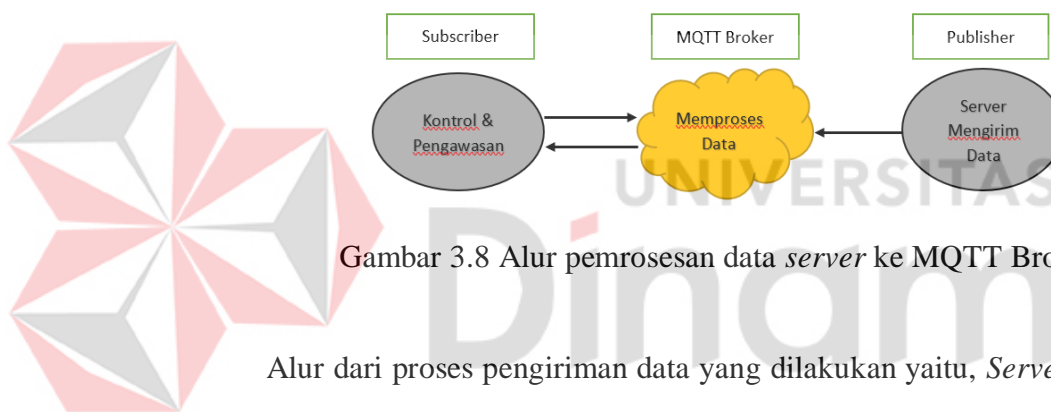 Subscriber MQTT Broker Publisher
Kontrol & Pengawasan
Memproses Data
Server Mengirim Data
UNIVERSITAS
Dinam
Gambar 3.8 Alur pemrosesan data server ke MQTT Bro
Alur dari proses pengiriman data yang dilakukan yaitu, Serve